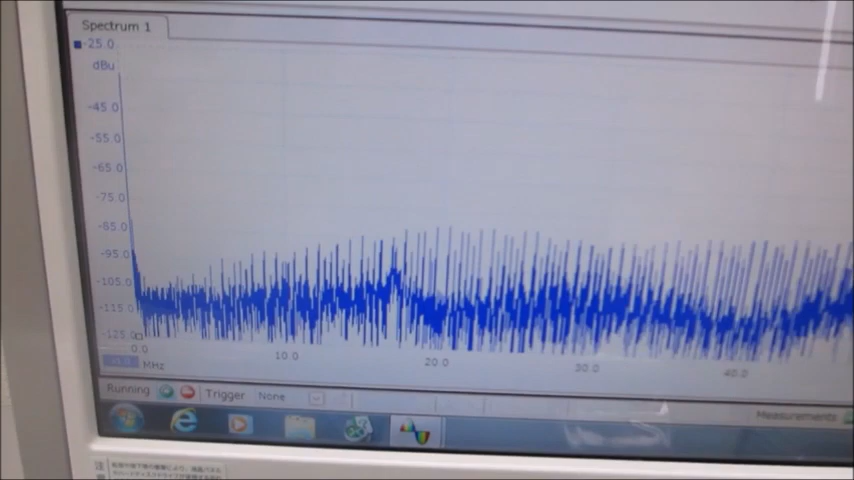 Spectrum 1
-25.0
dBu
-45.0
-55.0
-65.0
-75.0
-85.0
-95.0
-105.0
-115.0
-125.0
0.0
10.0
20.0
30.0
40.0
MHz
Running
Trigger
None
Measurements
注